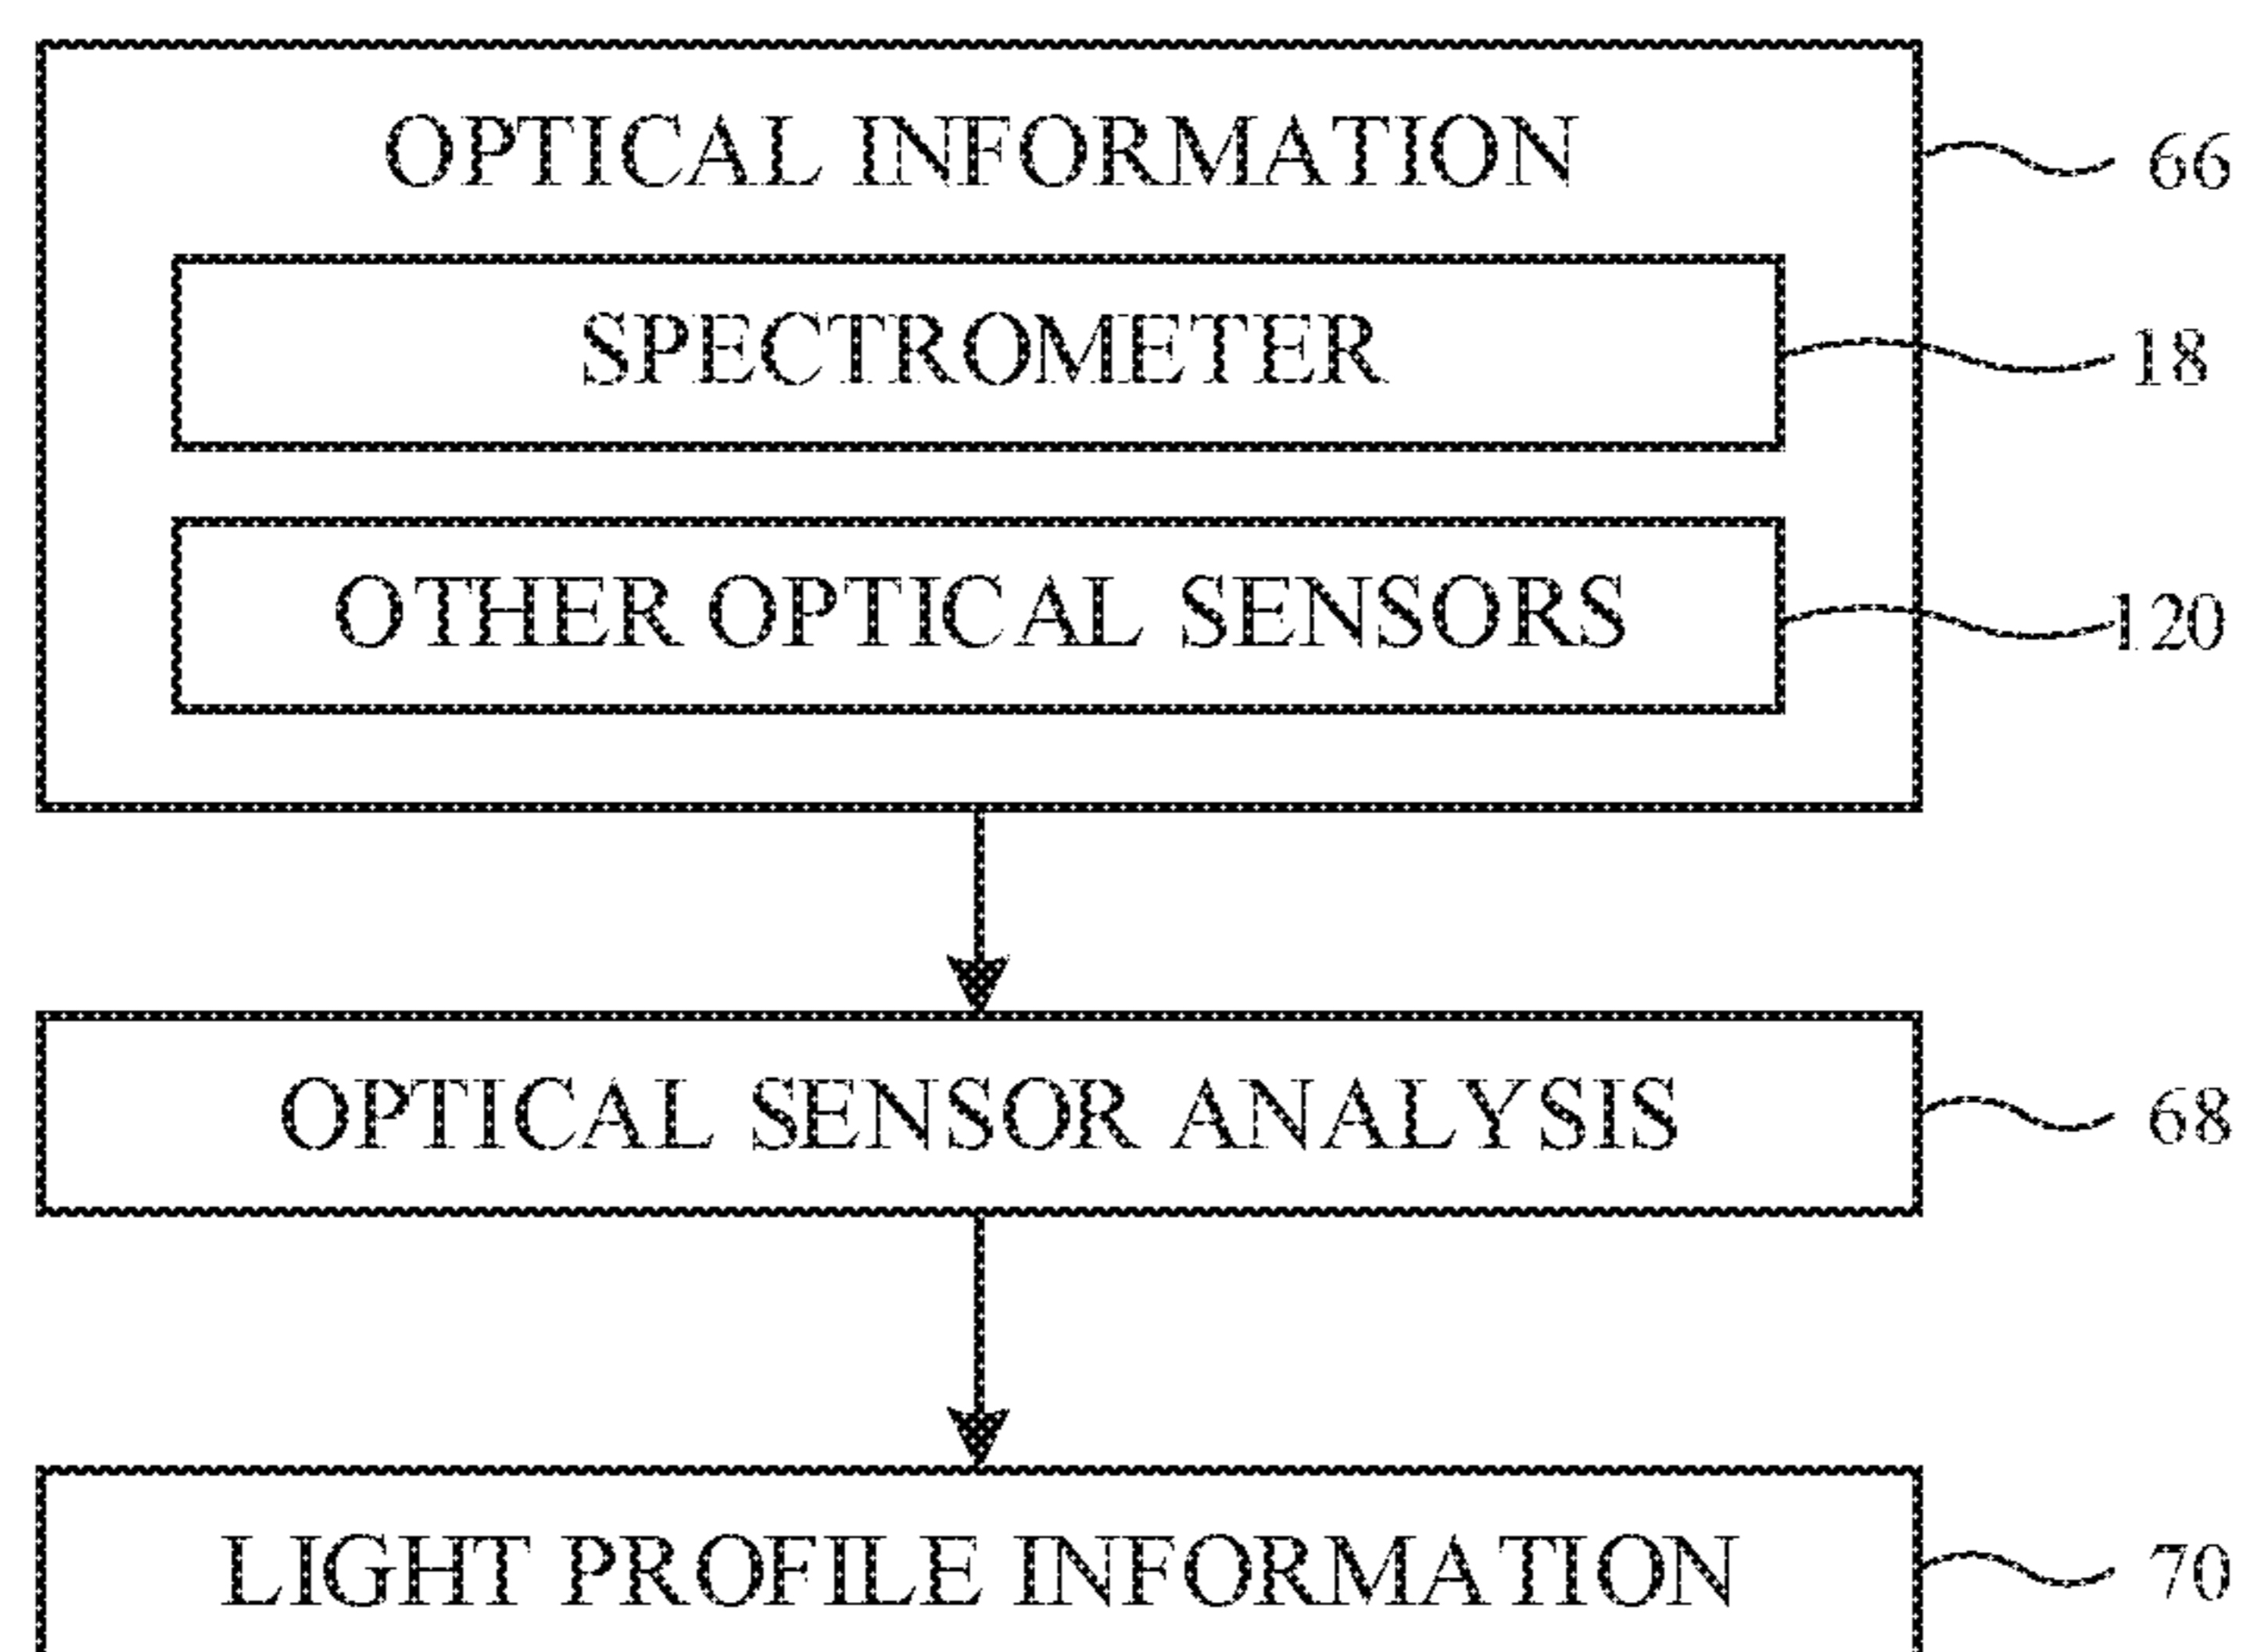 OPTICAL INFORMATION 66
SPECTROMETER 18
OTHER OPTICAL SENSORS 120
OPTICAL SENSOR ANALYSIS 68
LIGHT PROFILE INFORMATION 70